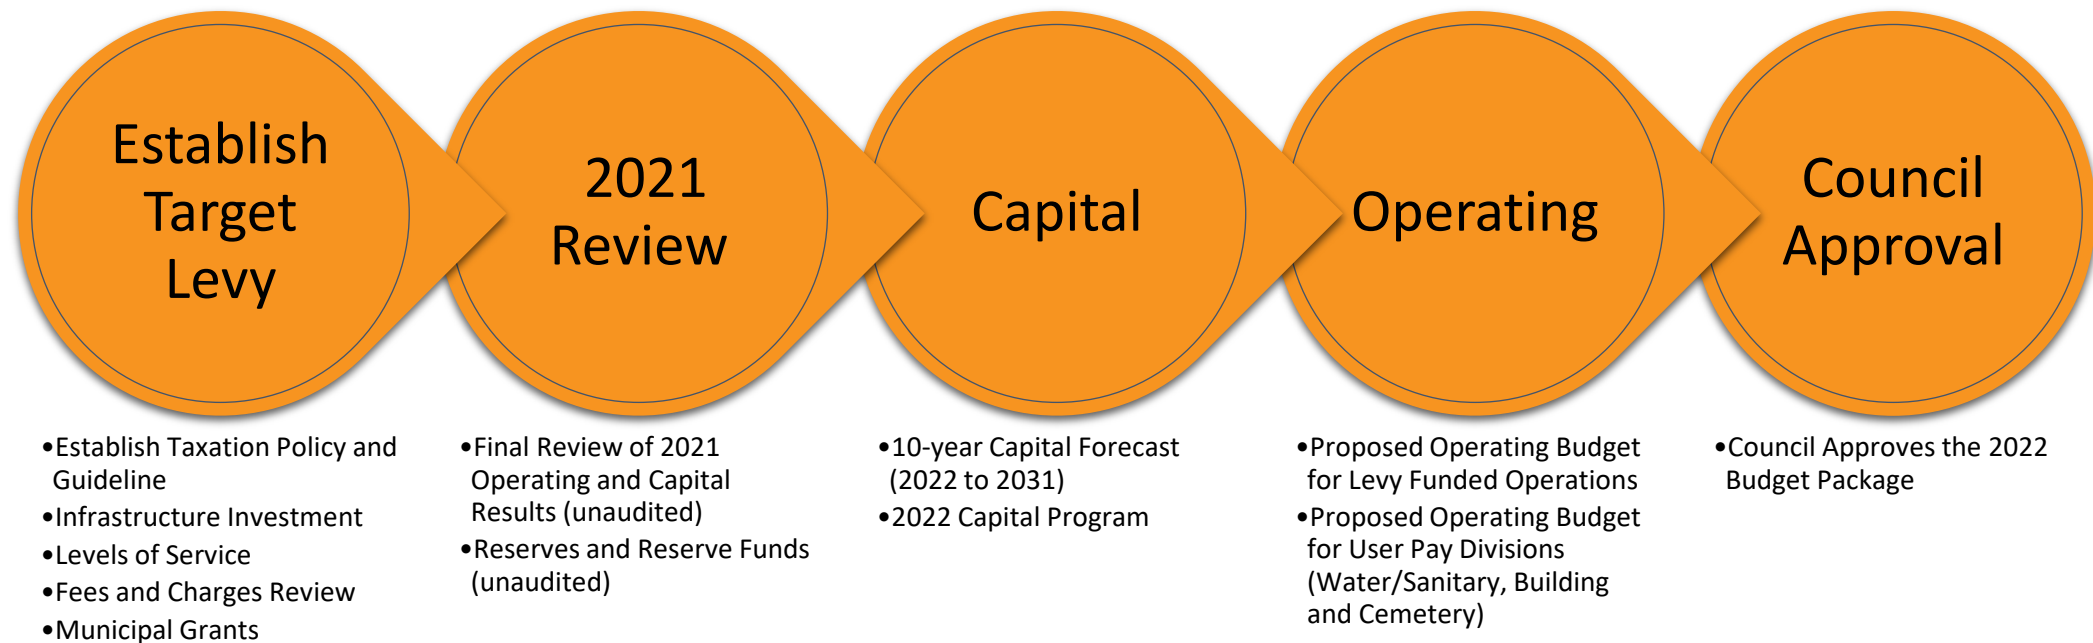 Establish
Target
Levy
•Establish Taxation Policy and
Guideline
•Infrastructure Investment
•Levels of Service
•Fees and Charges Review
•Municipal Grants
2021
Review
•Final Review of 2021
Operating and Capital
Results (unaudited)
•Reserves and Reserve Funds
(unaudited)
Capital
•10-year Capital Forecast
(2022 to 2031)
•2022 Capital Program
Operating
•Proposed Operating Budget
for Levy Funded Operations
•Proposed Operating Budget
for User Pay Divisions
(Water/Sanitary, Building
and Cemetery)
Council
Approval
•Council Approves the 2022
Budget Package